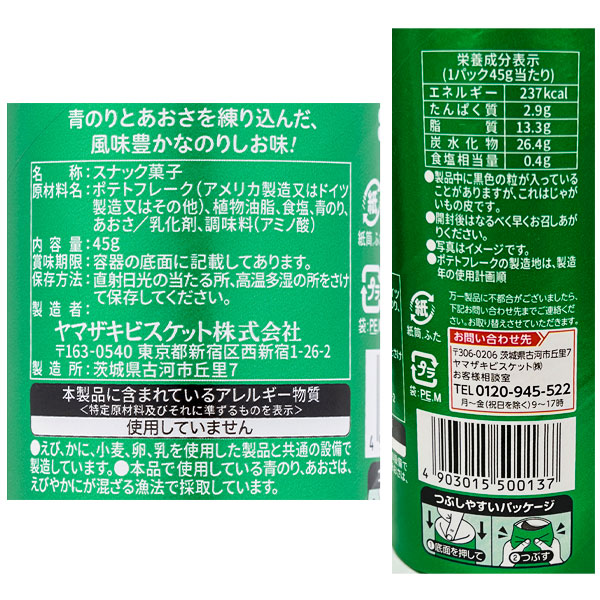 青のりとあおさを練り込んだ、
風味豊かなのりしお味!
名称:スナック菓子
原材料名:ポテトフレーク(アメリカ製造又はドイツ
製造又はその他)、植物油脂、食塩、青のり、
あおさ/乳化剤、調味料(アミノ酸)
内容量:45g
賞味期限:容器の底面に記載してあります。
保存方法:直射日光の当たる所、高温多湿の所をさけ
て保存してください。
製造者:
ヤマザキビスケット株式会社
〒163-0540 東京都新宿区西新宿1-26-2
製造所:茨城県古河市丘里7
本製品に含まれているアレルギー物質
<特定原材料及びそれに準ずるものを表示>
使用していません
●えび、かに、小麦、卵、乳を使用した製品と共通の設備で
製造しています。●本品で使用している青のり、あおさは、
えびやかにが混ざる漁法で採取しています。
紙
紙筒、ふた
プラ
袋:PE,M
栄養成分表示
(1パック45g当たり)
エネルギー 237kcal
たんぱく質 2.9g
脂質 13.3g
炭水化物 26.4g
食塩相当量 0.4g
●製品中に黒色の粒が入っている
ことがありますが、これはじゃが
いもの皮です。
●開封後はなるべく早くお召しあが
りください。
●写真はイメージです。
●ポテトフレークの製造地は、製造
年の使用計画順
万一製品に不都合がございましたら、
下記お問い合わせ先までご連絡くだ
さい。お取り替えさせていただきます。
お問い合わせ先
〒306-0206 茨城県古河市丘里7
ヤマザキビスケット(株)
お客様相談室
TEL 0120-945-522
月~金(祝日を除く)9~17時
紙
紙筒、ふた
プラ
袋:PE,M
4 903015 500137
つぶしやすいパッケージ
①底面を押して
②つぶす